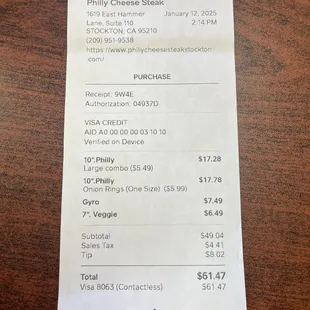 Philly Cheese Steak
1619 East Hammer January 12, 2025
Lane, Suite 110 2:14 PM
STOCKTON, CA 95210
(209) 951-9538
https://www.phillycheesesteakstockton
.com/
PURCHASE
Receipt: 9W4E
Authorization: 04937D
VISA CREDIT
AID A0 00 00 00 03 10 10
Verified on Device
10".Philly $17.28
Large combo ($5.49)
10".Philly $17.78
Onion Rings (One Size) ($5.99)
Gyro $7.49
7". Veggie $6.49
Subtotal $49.04
Sales Tax $4.41
Tip $8.02
Total $61.47
Visa 8063 (Contactless) $61.47